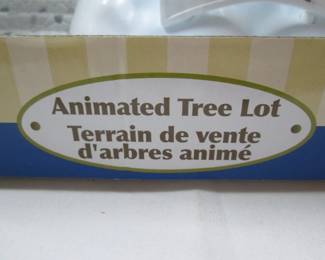 Animated Tree Lot
Terrain de vente
d'arbres animé